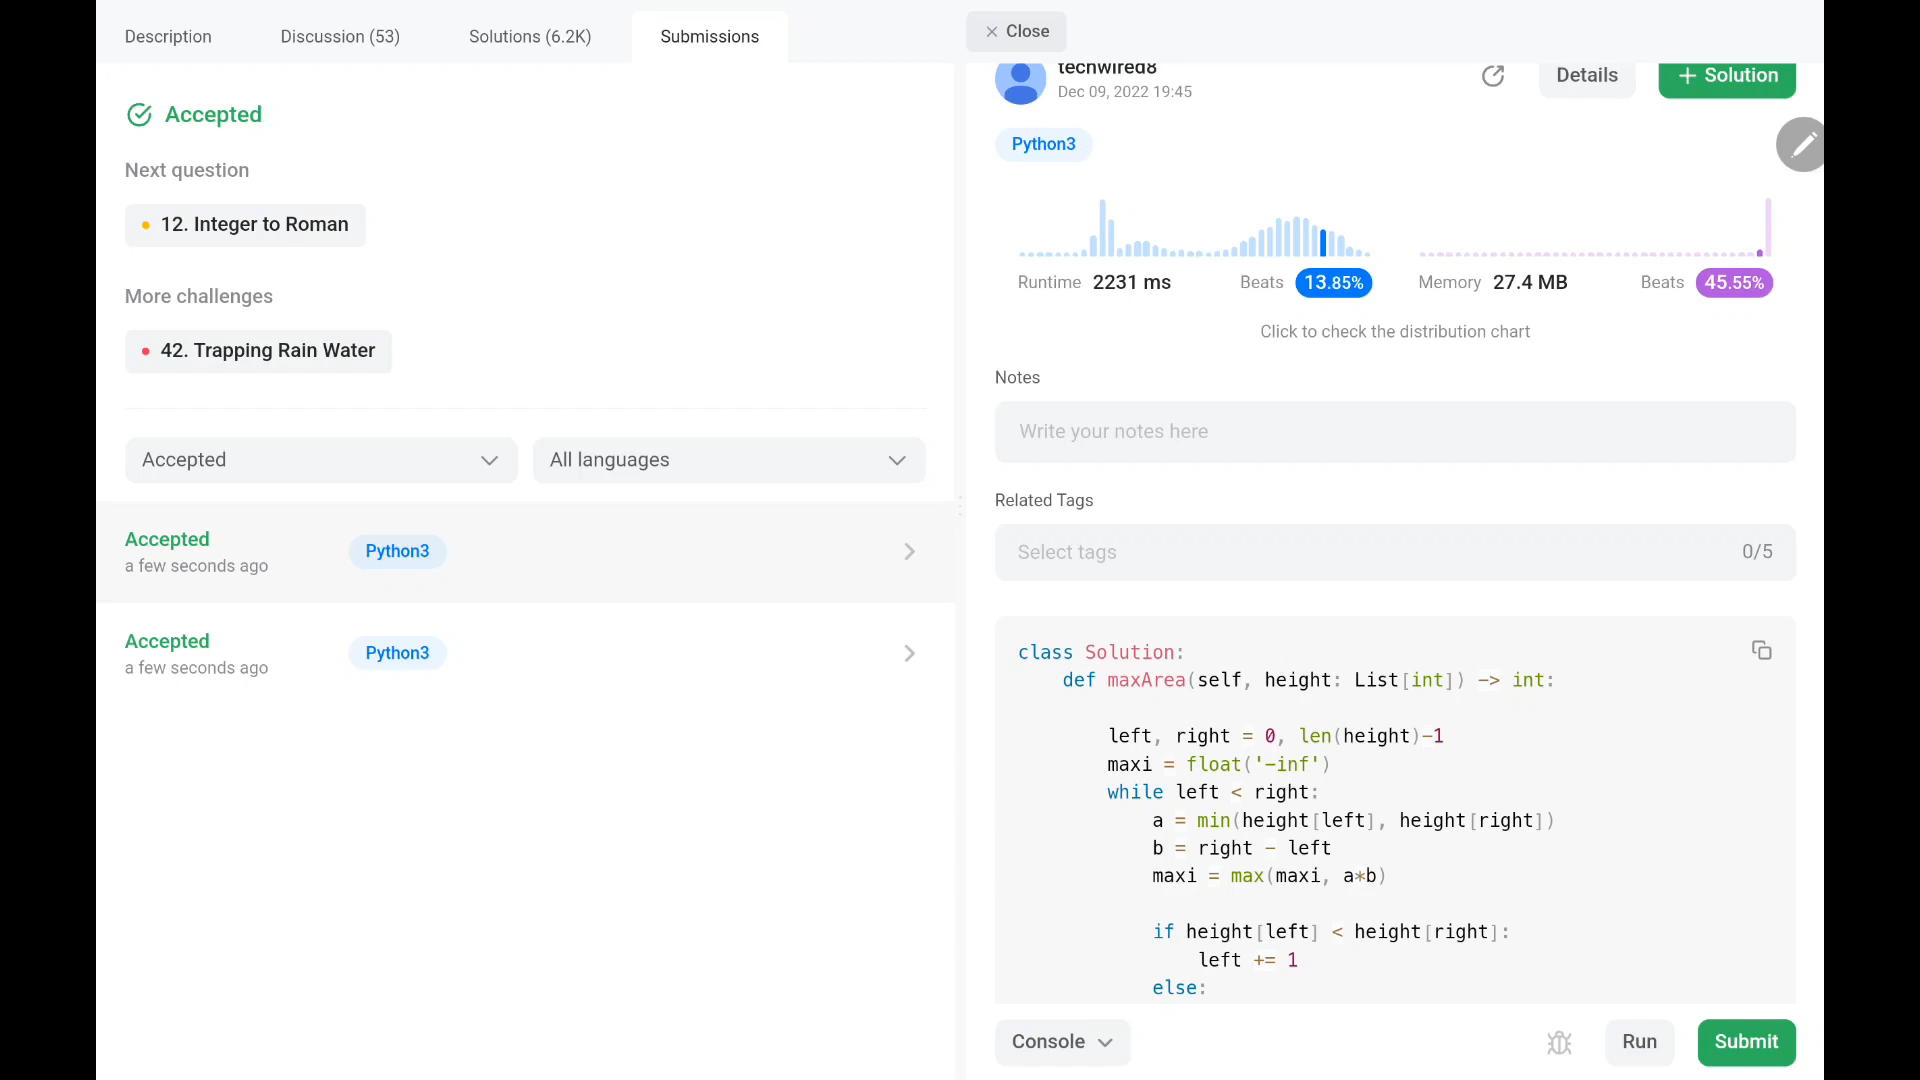 Description
Discussion (53)
Solutions (6.2K)
Submissions
Close
Accepted
Next question
12. Integer to Roman
More challenges
42. Trapping Rain Water
Accepted
All languages
Accepted
a few seconds ago
Python3
Accepted
a few seconds ago
Python3
techwired8
Dec 09, 2022 19:45
Details
+ Solution
Python3
Runtime 2231 ms
Beats 13.85%
Memory 27.4 MB
Beats 45.55%
Click to check the distribution chart
Notes
Write your notes here
Related Tags
Select tags
0/5
class Solution:
def maxArea(self, height: List[int]) -> int:
left, right = 0, len(height)-1
maxi = float('-inf')
while left < right:
a = min(height[left], height[right])
b = right - left
maxi = max(maxi, a*b)
if height[left] < height[right]:
left += 1
else:
Console
Run
Submit